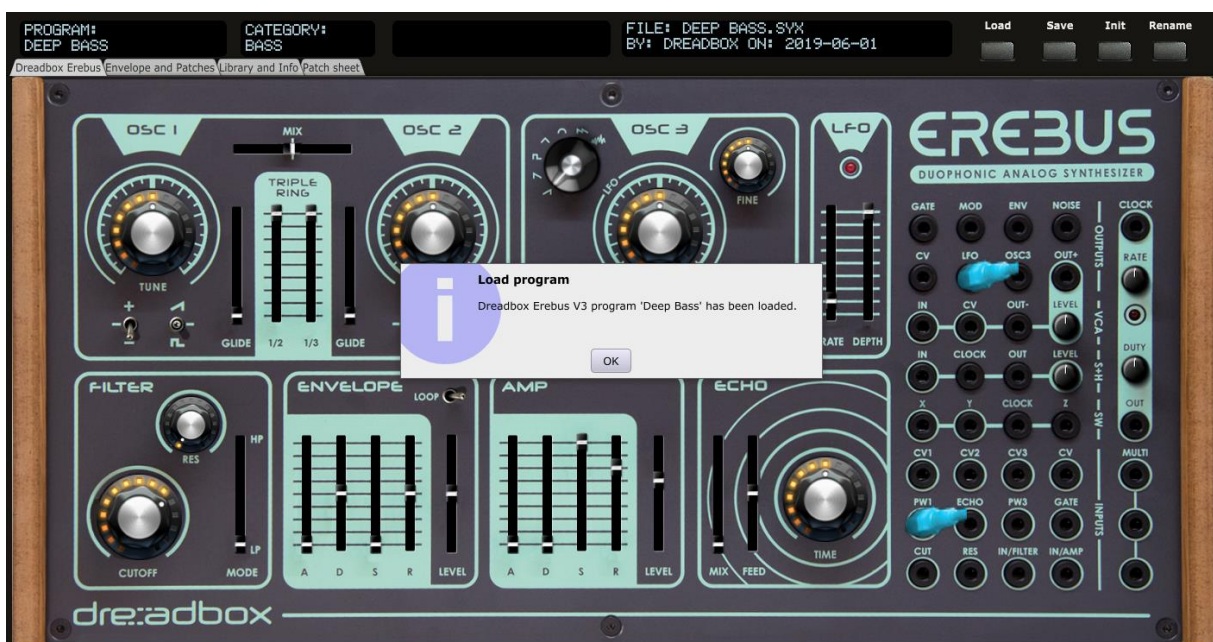 PROGRAM:
DEEP BASS
CATEGORY:
BASS
FILE: DEEP BASS.SYX
BY: DREADBOX ON: 2019-06-01
Load Save Init Rename
Dreadbox Erebus Envelope and Patches Library and Info Patch sheet
OSC 1 MIX OSC 2
TRIPLE
RING
TUNE
GLIDE 1/2 1/3 GLIDE
OSC 3
LFO
FINE
LFO
DEPTH
EREBUS
DUOPHONIC ANALOG SYNTHESIZER
Load program
Dreadbox Erebus V3 program 'Deep Bass' has been loaded.
OK
FILTER
RES
HP
LP
CUTOFF MODE
ENVELOPE
LOOP
A D S R LEVEL
AMP
A D S R LEVEL
ECHO
MIX FEED TIME
GATE MOD ENV NOISE
CV LFO OSC3 OUT+
OUTPUTS
IN CV OUT- LEVEL
VCA
IN CLOCK OUT LEVEL
S+H
X Y CLOCK Z
SW
CV1 CV2 CV3 CV
PW1 ECHO PW3 GATE
INPUTS
CUT RES IN/FILTER IN/AMP
CLOCK
RATE
DUTY
OUT
MULTI
dreadbox